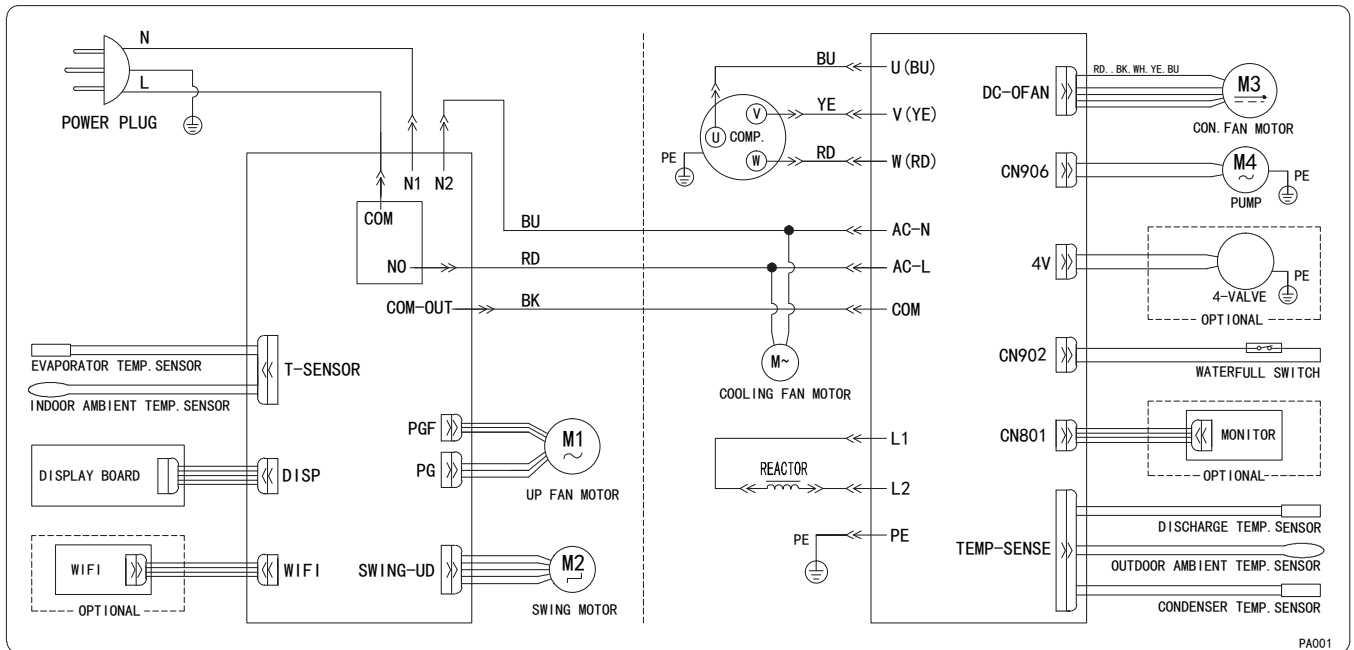 N
L
POWER PLUG
N1
N2
COM
NO
BU
RD
COM-OUT
BK
EVAPORATOR TEMP. SENSOR
T-SENSOR
INDOOR AMBIENT TEMP. SENSOR
PGF
PG
M1
~
UP FAN MOTOR
DISPLAY BOARD
DISP
WIFI
WIFI
OPTIONAL
SWING-UD
M2
SWING MOTOR
BU
U(BU)
V
YE
V(YE)
U
COMP.
PE
W
RD
W(RD)
AC-N
AC-L
COM
M~
COOLING FAN MOTOR
L1
REACTOR
L2
PE
PE
DC-OFAN
RD..BK.WH.YE.BU
M3
CON. FAN MOTOR
CN906
M4
~
PE
PUMP
4V
PE
4-VALVE
OPTIONAL
CN902
WATERFULL SWITCH
CN801
MONITOR
OPTIONAL
TEMP-SENSE
DISCHARGE TEMP. SENSOR
OUTDOOR AMBIENT TEMP. SENSOR
CONDENSER TEMP. SENSOR
PA001